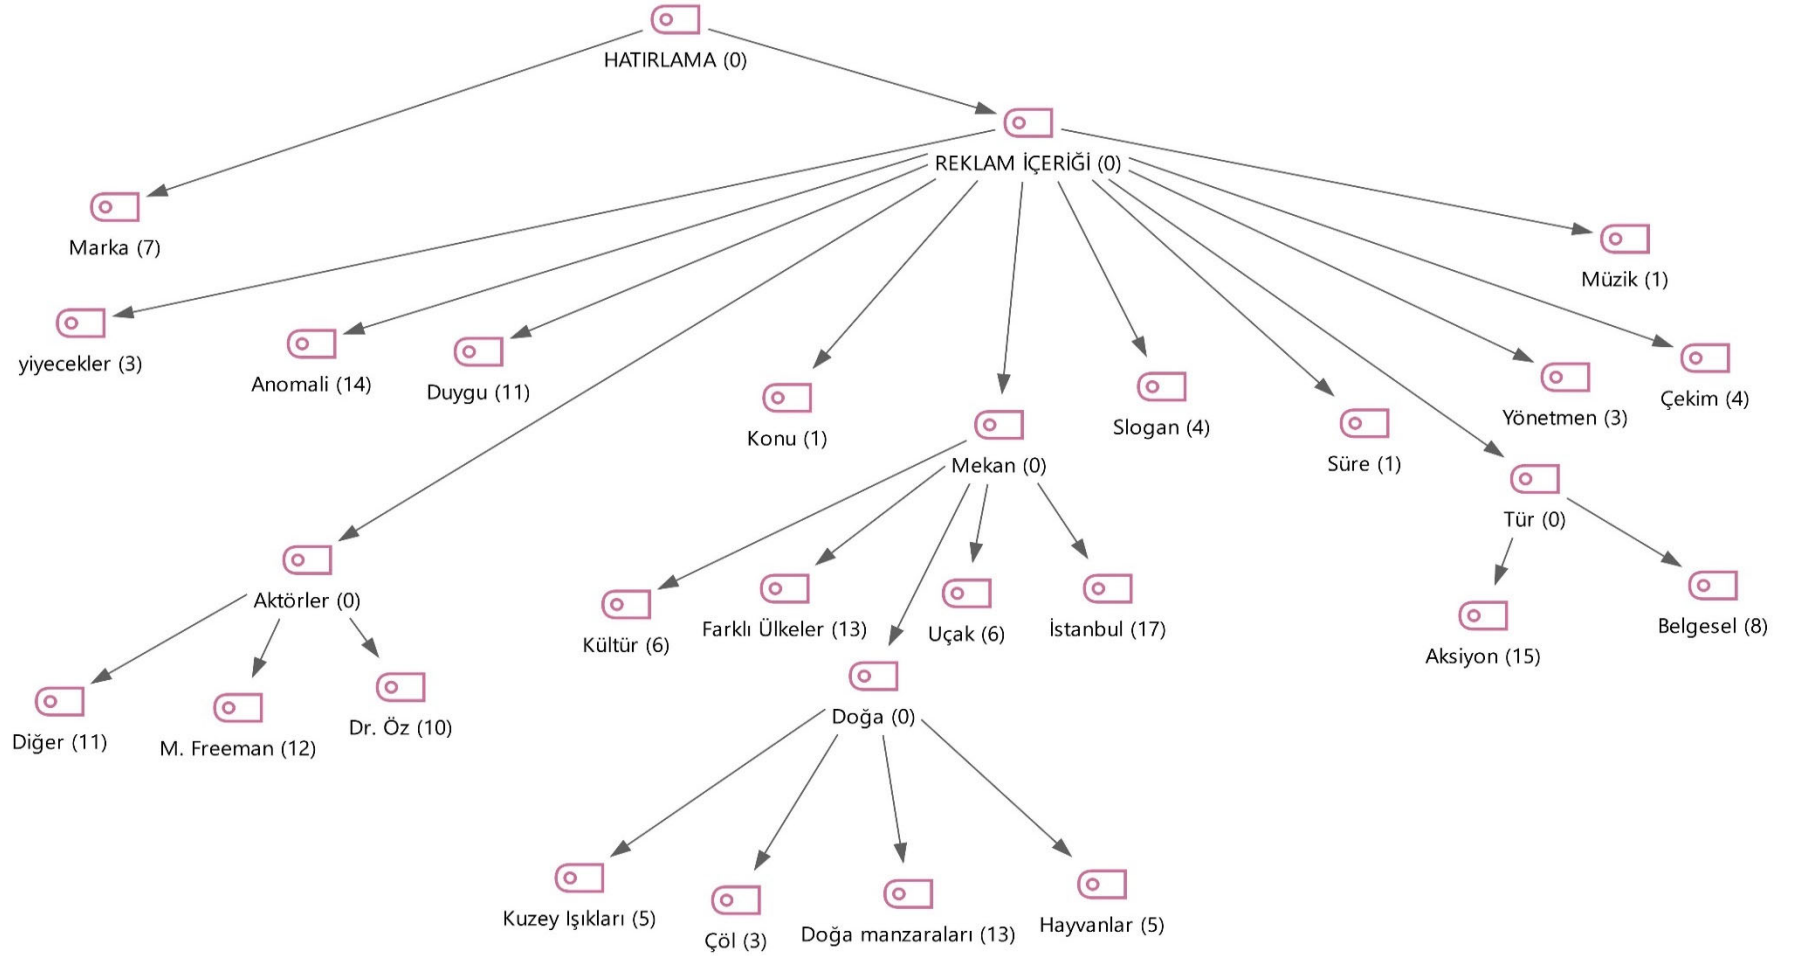 HATIRLAMA (0)
REKLAM İÇERİĞİ (0)
Marka (7)
Müzik (1)
yiyecekler (3)
Anomali (14)
Duygu (11)
Konu (1)
Mekan (0)
Slogan (4)
Süre (1)
Yönetmen (3)
Çekim (4)
Tür (0)
Aktörler (0)
Kültür (6)
Farklı Ülkeler (13)
Uçak (6)
İstanbul (17)
Aksiyon (15)
Belgesel (8)
Diğer (11)
M. Freeman (12)
Dr. Öz (10)
Doğa (0)
Kuzey Işıkları (5)
Çöl (3)
Doğa manzaraları (13)
Hayvanlar (5)